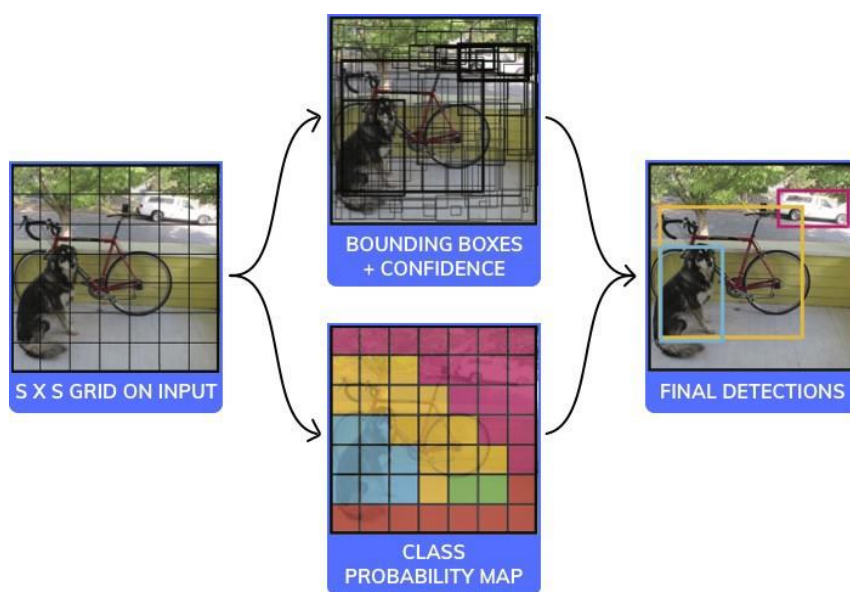 S X S GRID ON INPUT
BOUNDING BOXES
+ CONFIDENCE
CLASS
PROBABILITY MAP
FINAL DETECTIONS